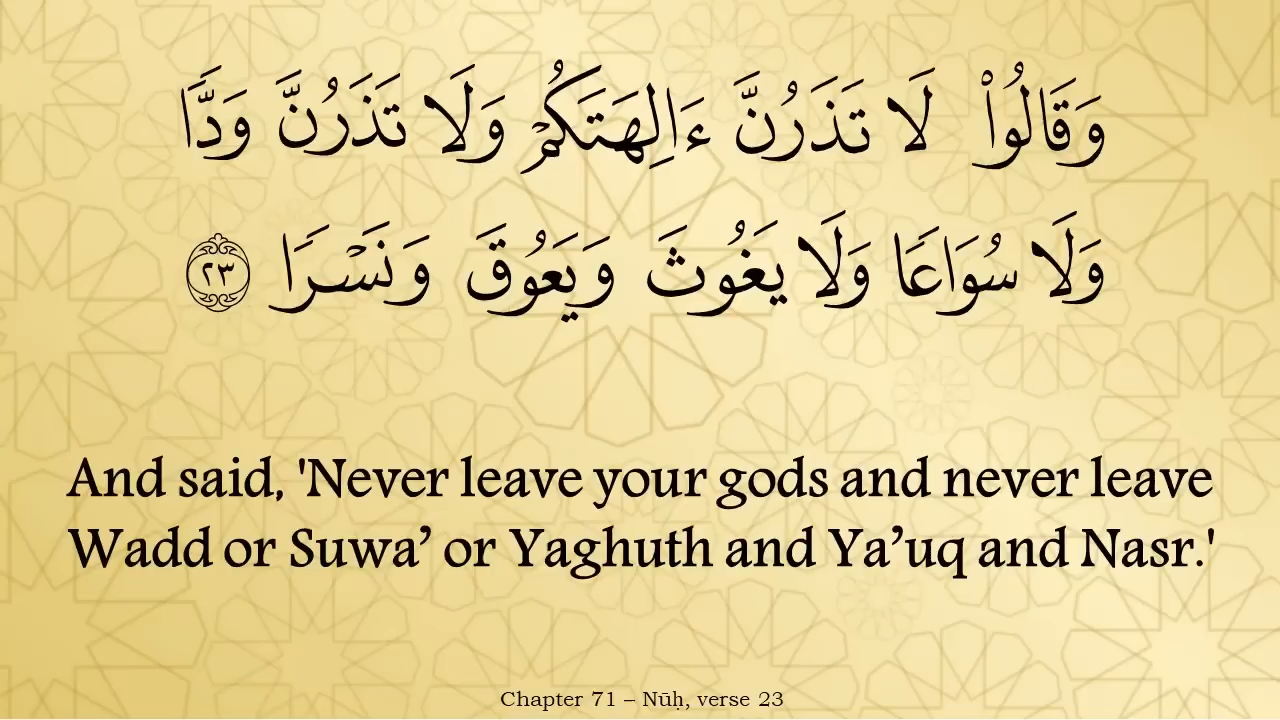 وَقَالُوا۟ لَا تَذَرُنَّ ءَالِهَتَكُمْ وَلَا تَذَرُنَّ وَدًّا
وَلَا سُوَاعًا وَلَا يَغُوثَ وَيَعُوقَ وَنَسْرًا ٢٣
And said, 'Never leave your gods and never leave
Wadd or Suwa’ or Yaghuth and Ya’uq and Nasr.'
Chapter 71 – Nūḥ, verse 23